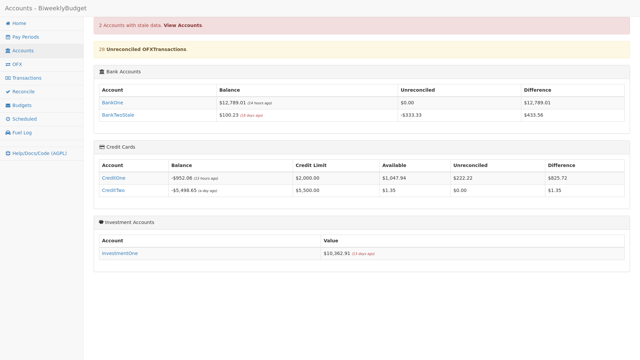 Accounts - BiweeklyBudget
Home
Pay Periods
Accounts
OFX
Transactions
Reconcile
Budgets
Scheduled
Fuel Log
Help/Docs/Code (AGPL)
2 Accounts with stale data. View Accounts.
28 Unreconciled OFXTransactions.
Bank Accounts
Account Balance Unreconciled Difference
BankOne $12,789.01 (14 hours ago) $0.00 $12,789.01
BankTwoStale $100.23 (18 days ago) -$333.33 $433.56
Credit Cards
Account Balance Credit Limit Available Unreconciled Difference
CreditOne -$952.06 (13 hours ago) $2,000.00 $1,047.94 $222.22 $825.72
CreditTwo -$5,498.65 (a day ago) $5,500.00 $1.35 $0.00 $1.35
Investment Accounts
Account Value
InvestmentOne $10,362.91 (13 days ago)